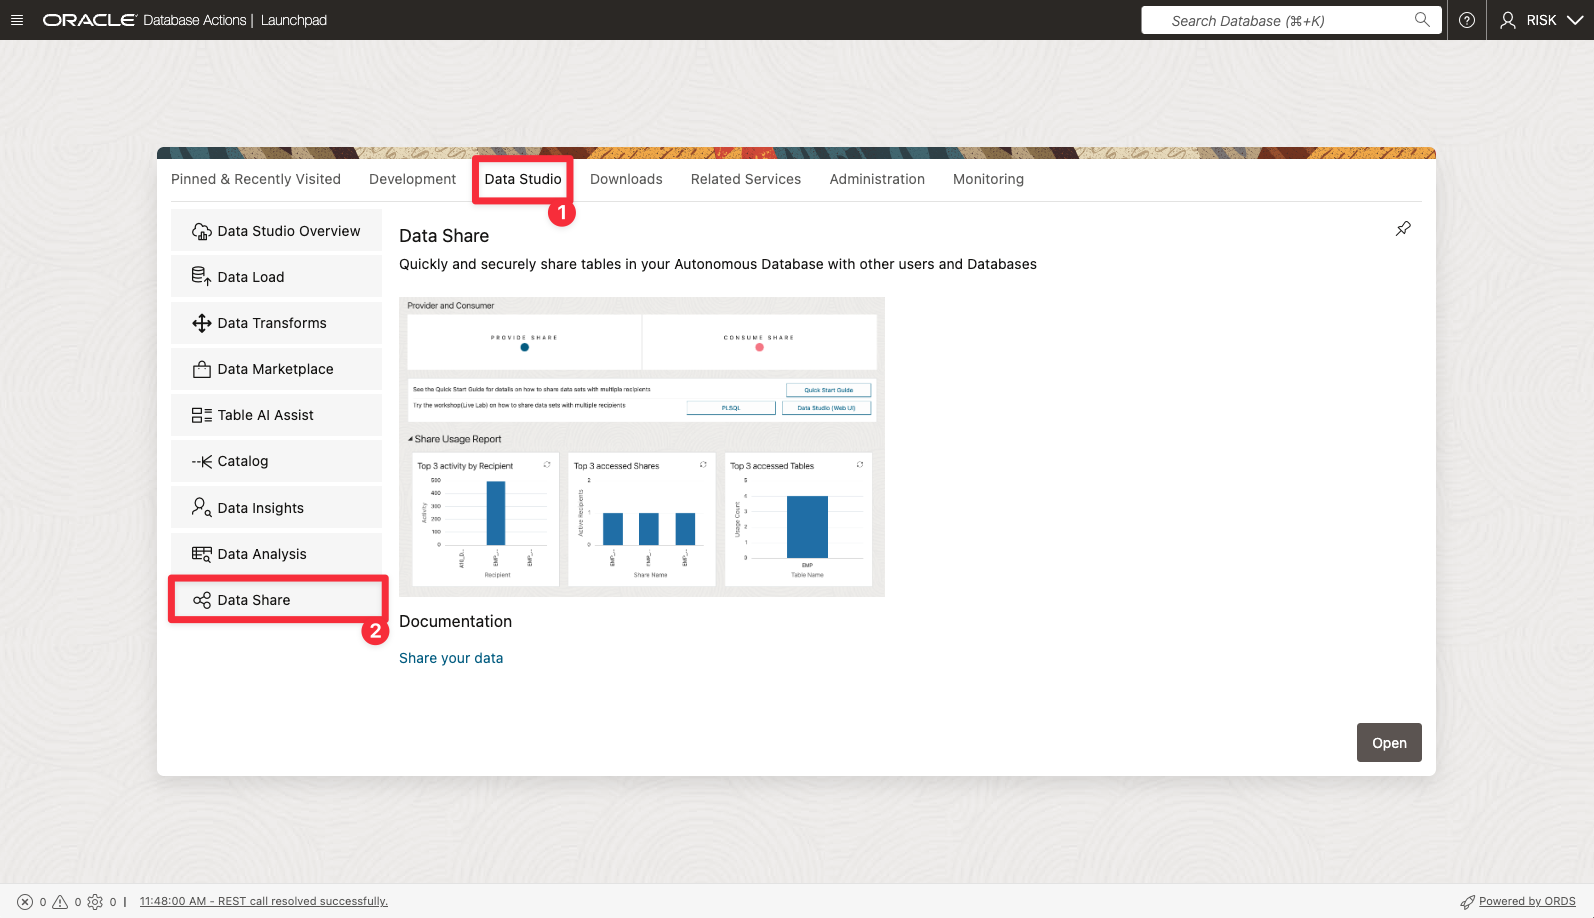 ORACLE Database Actions | Launchpad
Search Database (⌘+K)
RISK
Pinned & Recently Visited
Development
Data Studio
Downloads
Related Services
Administration
Monitoring
1
Data Studio Overview
Data Load
Data Transforms
Data Marketplace
Table AI Assist
Catalog
Data Insights
Data Analysis
Data Share
2
Data Share
Quickly and securely share tables in your Autonomous Database with other users and Databases
Provider and Consumer
PROVIDE SHARE
CONSUME SHARE
See the Quick Start Guide for details on how to share data sets with multiple recipients
Quick Start Guide
Try the workshop(Live Lab) on how to share data sets with multiple recipients
PLSQL
Data Studio (Web UI)
Share Usage Report
Top 3 activity by Recipient
500
400
300
200
100
0
Activity
EMP_...
EMP_...
Recipient
Top 3 accessed Shares
2
1
0
Active Recipients
EMP_...
EMP_...
EMP_...
Share Name
Top 3 accessed Tables
5
4
3
2
1
0
Usage Count
EMP
Table Name
Documentation
Share your data
Open
0
0
0 |
11:48:00 AM - REST call resolved successfully.
Powered by ORDS